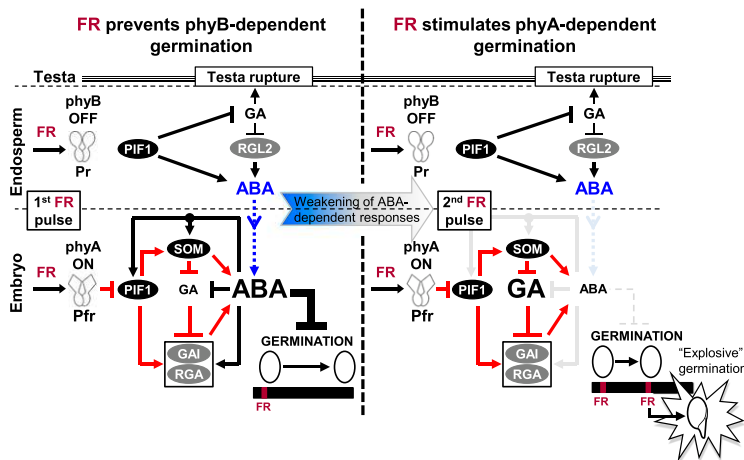 FR prevents phyB-dependent
germination
FR stimulates phyA-dependent
germination
Testa
Testa rupture
Testa rupture
Endosperm
phyB
OFF
FR
Pr
PIF1
GA
RGL2
ABA
phyB
OFF
FR
Pr
PIF1
GA
RGL2
ABA
1st FR
pulse
Weakening of ABA-
dependent responses
2nd FR
pulse
Embryo
phyA
ON
FR
Pfr
PIF1
SOM
GA
ABA
GAI
RGA
GERMINATION
FR
phyA
ON
FR
Pfr
PIF1
SOM
GA
ABA
GAI
RGA
GERMINATION
"Explosive"
germination
FR
FR